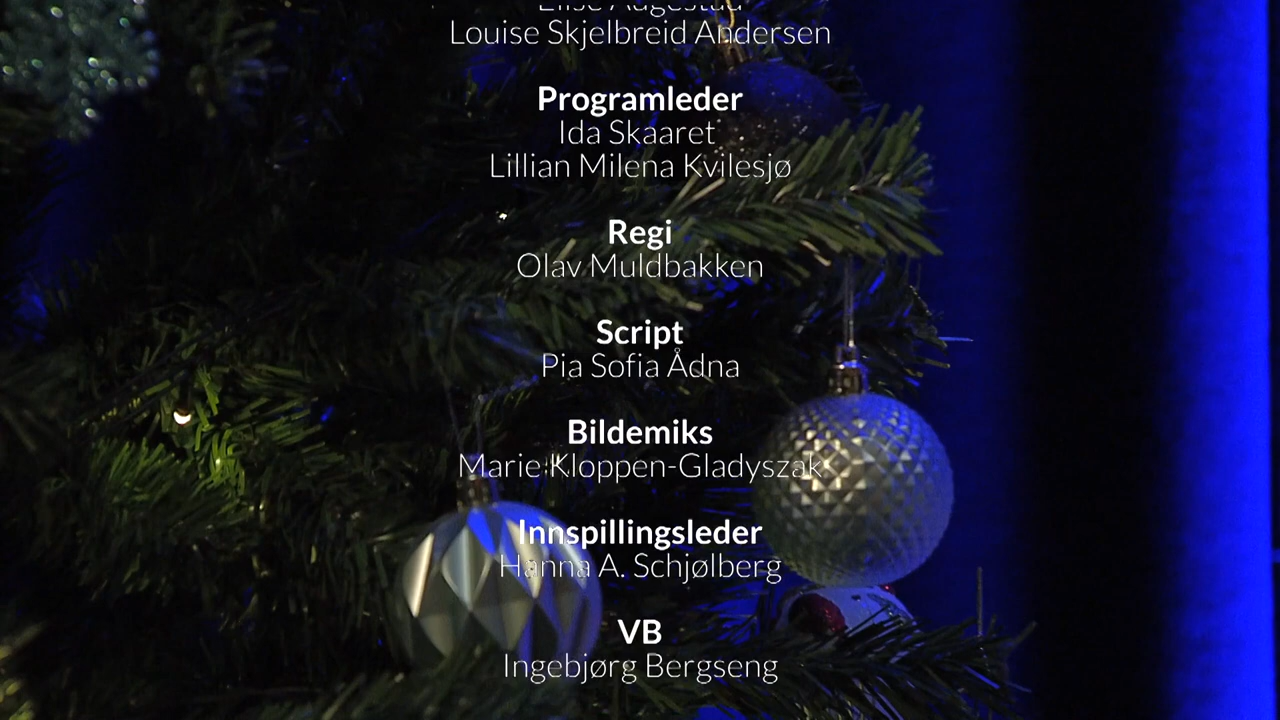 Louise Skjelbreid Andersen
Programleder
Ida Skaaret
Lillian Milena Kvilesjø
Regi
Olav Muldbakken
Script
Pia Sofia Ådna
Bildemiks
Marie Kloppen-Gladyszak
Innspillingsleder
Hanna A. Schjølberg
VB
Ingebjørg Bergseng